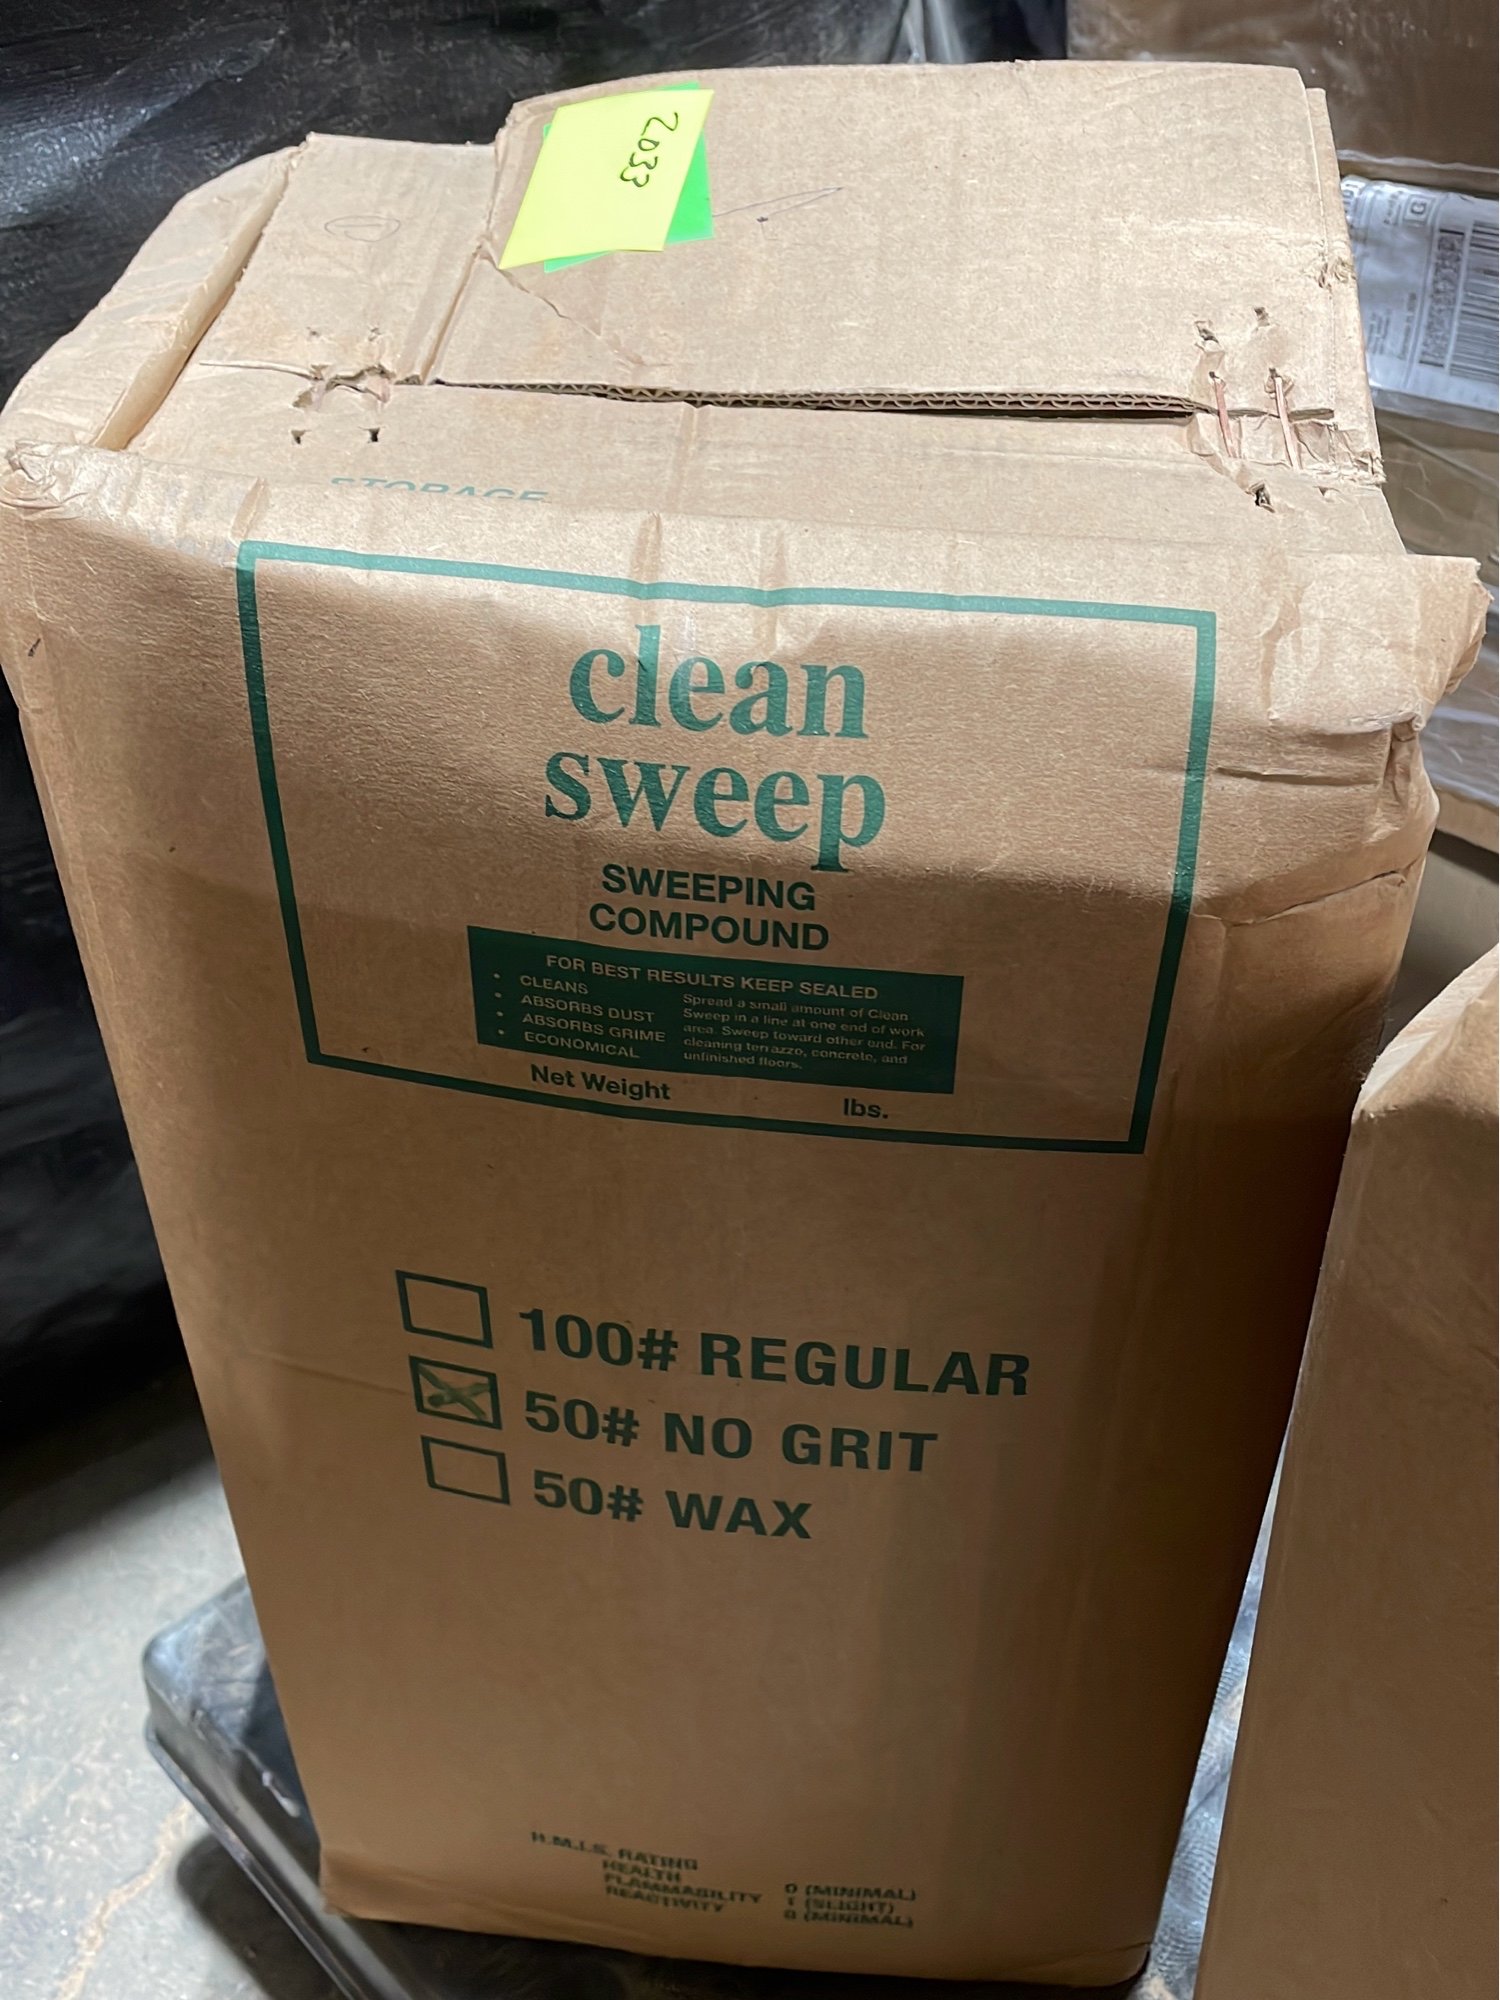 2033
STORAGE
clean
sweep
SWEEPING
COMPOUND
FOR BEST RESULTS KEEP SEALED
• CLEANS
• ABSORBS DUST
• ABSORBS GRIME
• ECONOMICAL
Spread a small amount of Clean
Sweep in a line at one end of work
area. Sweep toward other end. For
cleaning terrazzo, concrete, and
unfinished floors.
Net Weight lbs.
100# REGULAR
50# NO GRIT
50# WAX
H.M.I.S. RATING
HEALTH 0 (MINIMAL)
FLAMMABILITY 1 (SLIGHT)
REACTIVITY 0 (MINIMAL)